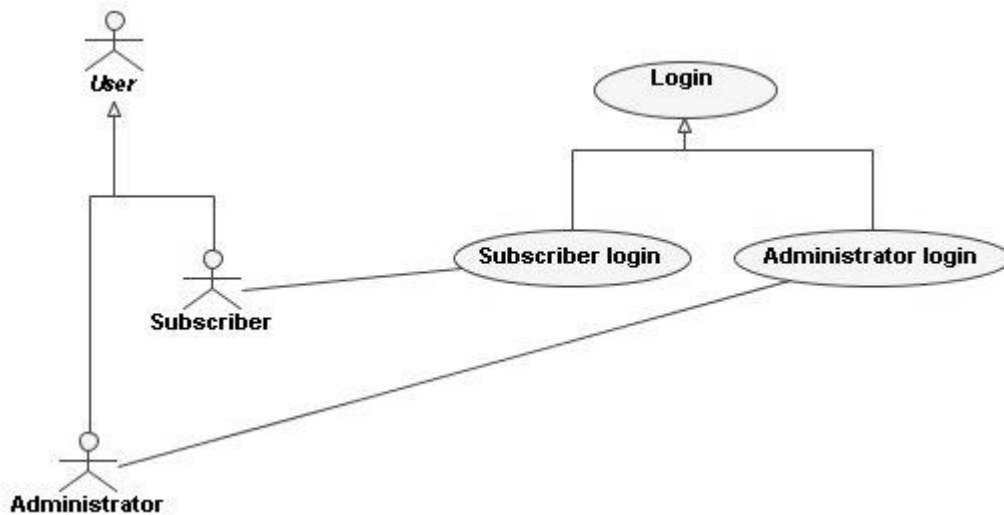 User
Login
Subscriber login
Administrator login
Subscriber
Administrator